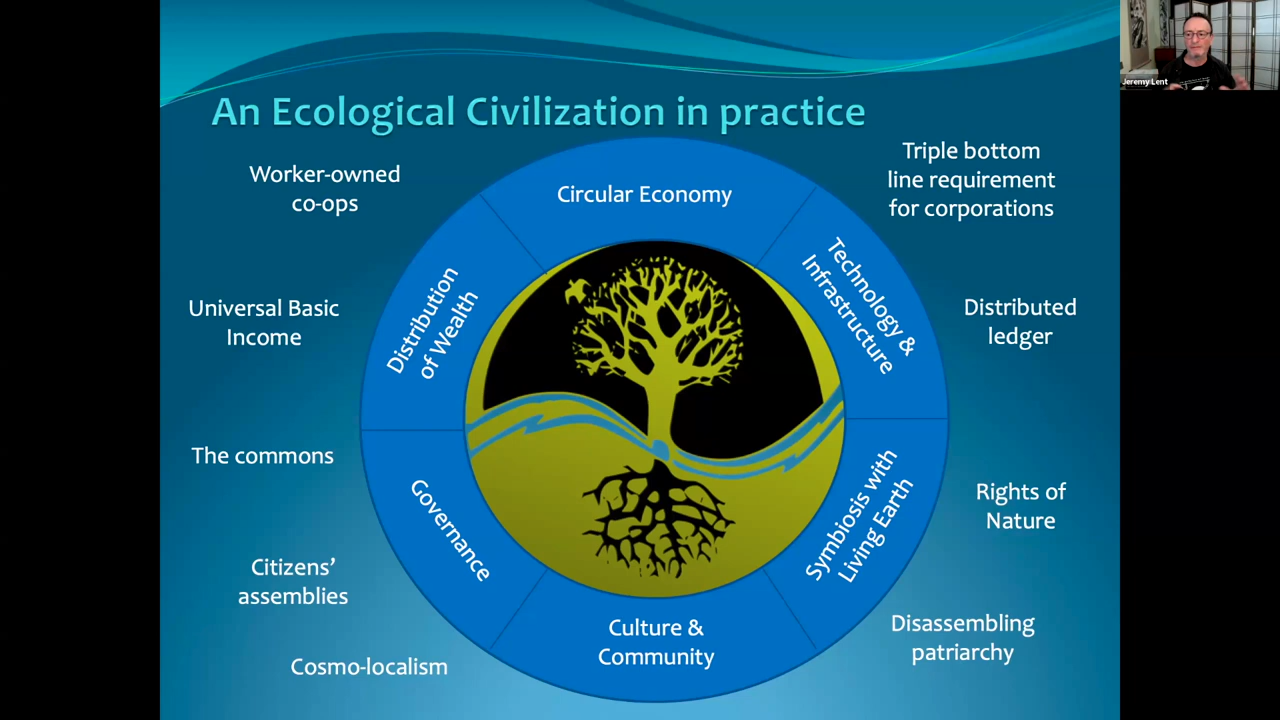 Jeremy Lent
An Ecological Civilization in practice
Worker-owned
co-ops
Universal Basic
Income
The commons
Citizens’
assemblies
Cosmo-localism
Circular Economy
Technology &
Infrastructure
Symbiosis with
Living Earth
Culture &
Community
Governance
Distribution
of Wealth
Triple bottom
line requirement
for corporations
Distributed
ledger
Rights of
Nature
Disassembling
patriarchy